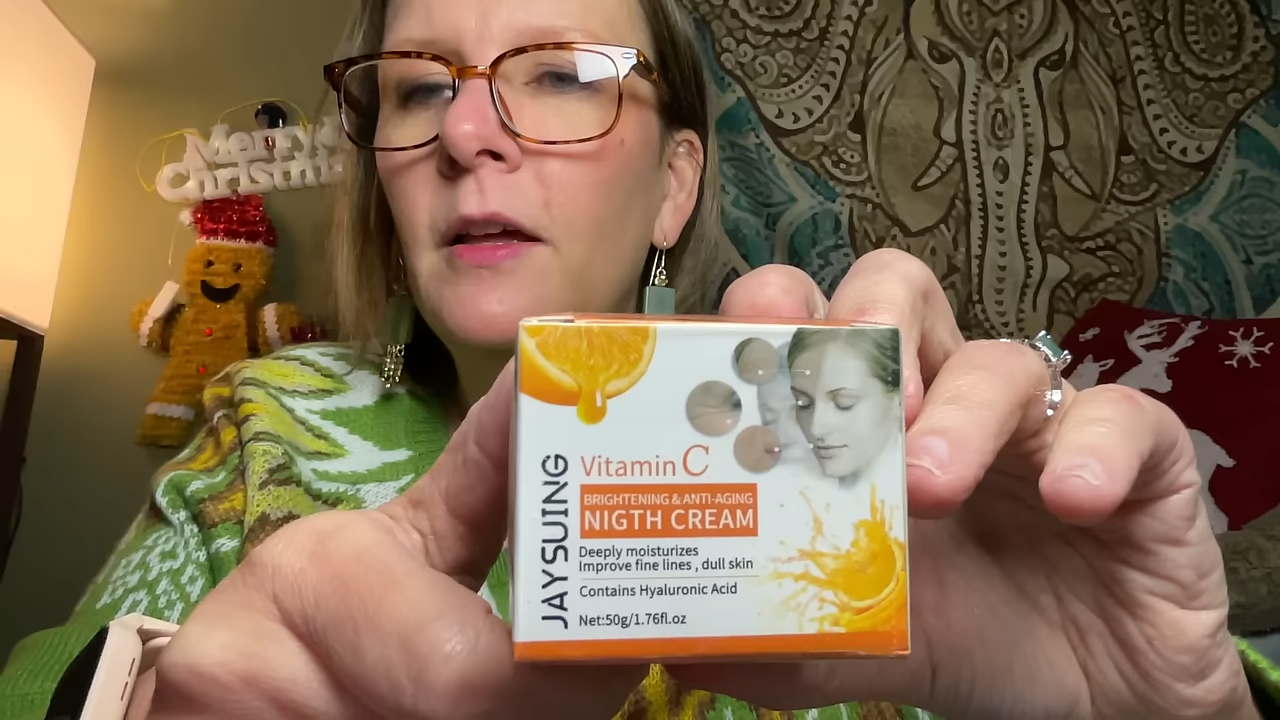 Merry
Christm
JAYSUING
Vitamin C
BRIGHTENING & ANTI-AGING
NIGTH CREAM
Deeply moisturizes
Improve fine lines , dull skin
Contains Hyaluronic Acid
Net:50g/1.76fl.oz